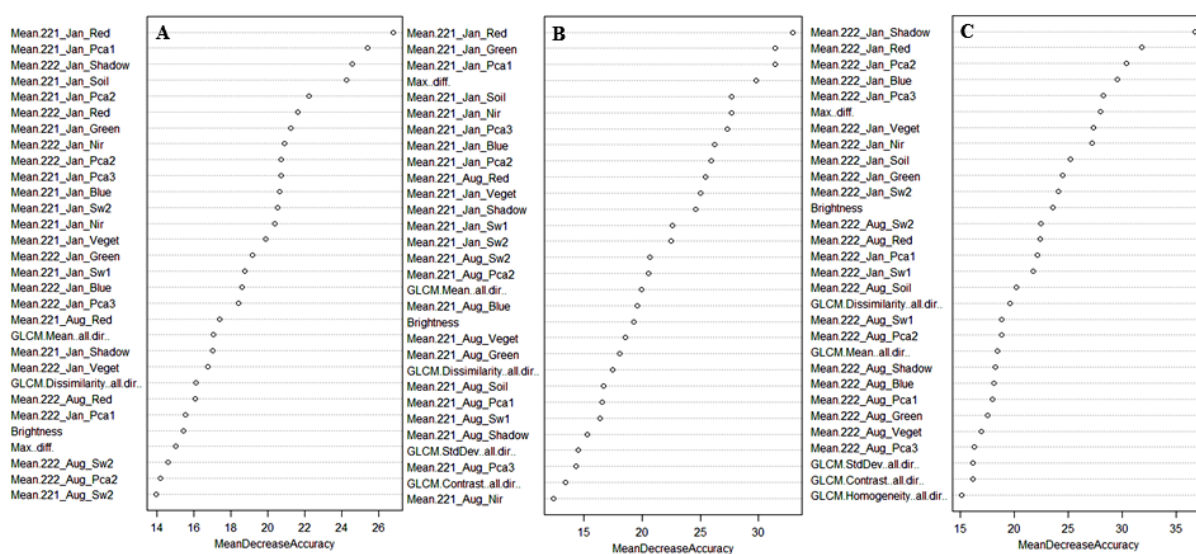 A
Mean.221_Jan_Red
Mean.221_Jan_Pca1
Mean.222_Jan_Shadow
Mean.221_Jan_Soil
Mean.221_Jan_Pca2
Mean.222_Jan_Red
Mean.221_Jan_Green
Mean.222_Jan_Nir
Mean.222_Jan_Pca2
Mean.221_Jan_Pca3
Mean.221_Jan_Blue
Mean.221_Jan_Sw2
Mean.221_Jan_Nir
Mean.221_Jan_Veget
Mean.222_Jan_Green
Mean.221_Jan_Sw1
Mean.222_Jan_Blue
Mean.222_Jan_Pca3
Mean.221_Aug_Red
GLCM.Mean..all.dir..
Mean.221_Jan_Shadow
Mean.222_Jan_Veget
GLCM.Dissimilarity..all.dir..
Mean.222_Aug_Red
Mean.222_Jan_Pca1
Brightness
Max..diff.
Mean.222_Aug_Sw2
Mean.222_Aug_Pca2
Mean.221_Aug_Sw2
14 16 18 20 22 24 26
MeanDecreaseAccuracy
B
Mean.221_Jan_Red
Mean.221_Jan_Green
Mean.221_Jan_Pca1
Max..diff.
Mean.221_Jan_Soil
Mean.221_Jan_Nir
Mean.221_Jan_Pca3
Mean.221_Jan_Blue
Mean.221_Jan_Pca2
Mean.221_Aug_Red
Mean.221_Jan_Veget
Mean.221_Jan_Shadow
Mean.221_Jan_Sw1
Mean.221_Jan_Sw2
Mean.221_Aug_Sw2
Mean.221_Aug_Pca2
GLCM.Mean..all.dir..
Mean.221_Aug_Blue
Brightness
Mean.221_Aug_Veget
Mean.221_Aug_Green
GLCM.Dissimilarity..all.dir..
Mean.221_Aug_Soil
Mean.221_Aug_Pca1
Mean.221_Aug_Sw1
Mean.221_Aug_Shadow
GLCM.StdDev..all.dir..
Mean.221_Aug_Pca3
GLCM.Contrast..all.dir..
Mean.221_Aug_Nir
15 20 25 30
MeanDecreaseAccuracy
C
Mean.222_Jan_Shadow
Mean.222_Jan_Red
Mean.222_Jan_Pca2
Mean.222_Jan_Blue
Mean.222_Jan_Pca3
Max..diff.
Mean.222_Jan_Veget
Mean.222_Jan_Nir
Mean.222_Jan_Soil
Mean.222_Jan_Green
Mean.222_Jan_Sw2
Brightness
Mean.222_Aug_Sw2
Mean.222_Aug_Red
Mean.222_Jan_Pca1
Mean.222_Jan_Sw1
Mean.222_Aug_Soil
GLCM.Dissimilarity..all.dir..
Mean.222_Aug_Sw1
Mean.222_Aug_Pca2
GLCM.Mean..all.dir..
Mean.222_Aug_Shadow
Mean.222_Aug_Blue
Mean.222_Aug_Pca1
Mean.222_Aug_Green
Mean.222_Aug_Veget
Mean.222_Aug_Pca3
GLCM.StdDev..all.dir..
GLCM.Contrast..all.dir..
GLCM.Homogeneity..all.dir..
15 20 25 30 35
MeanDecreaseAccuracy